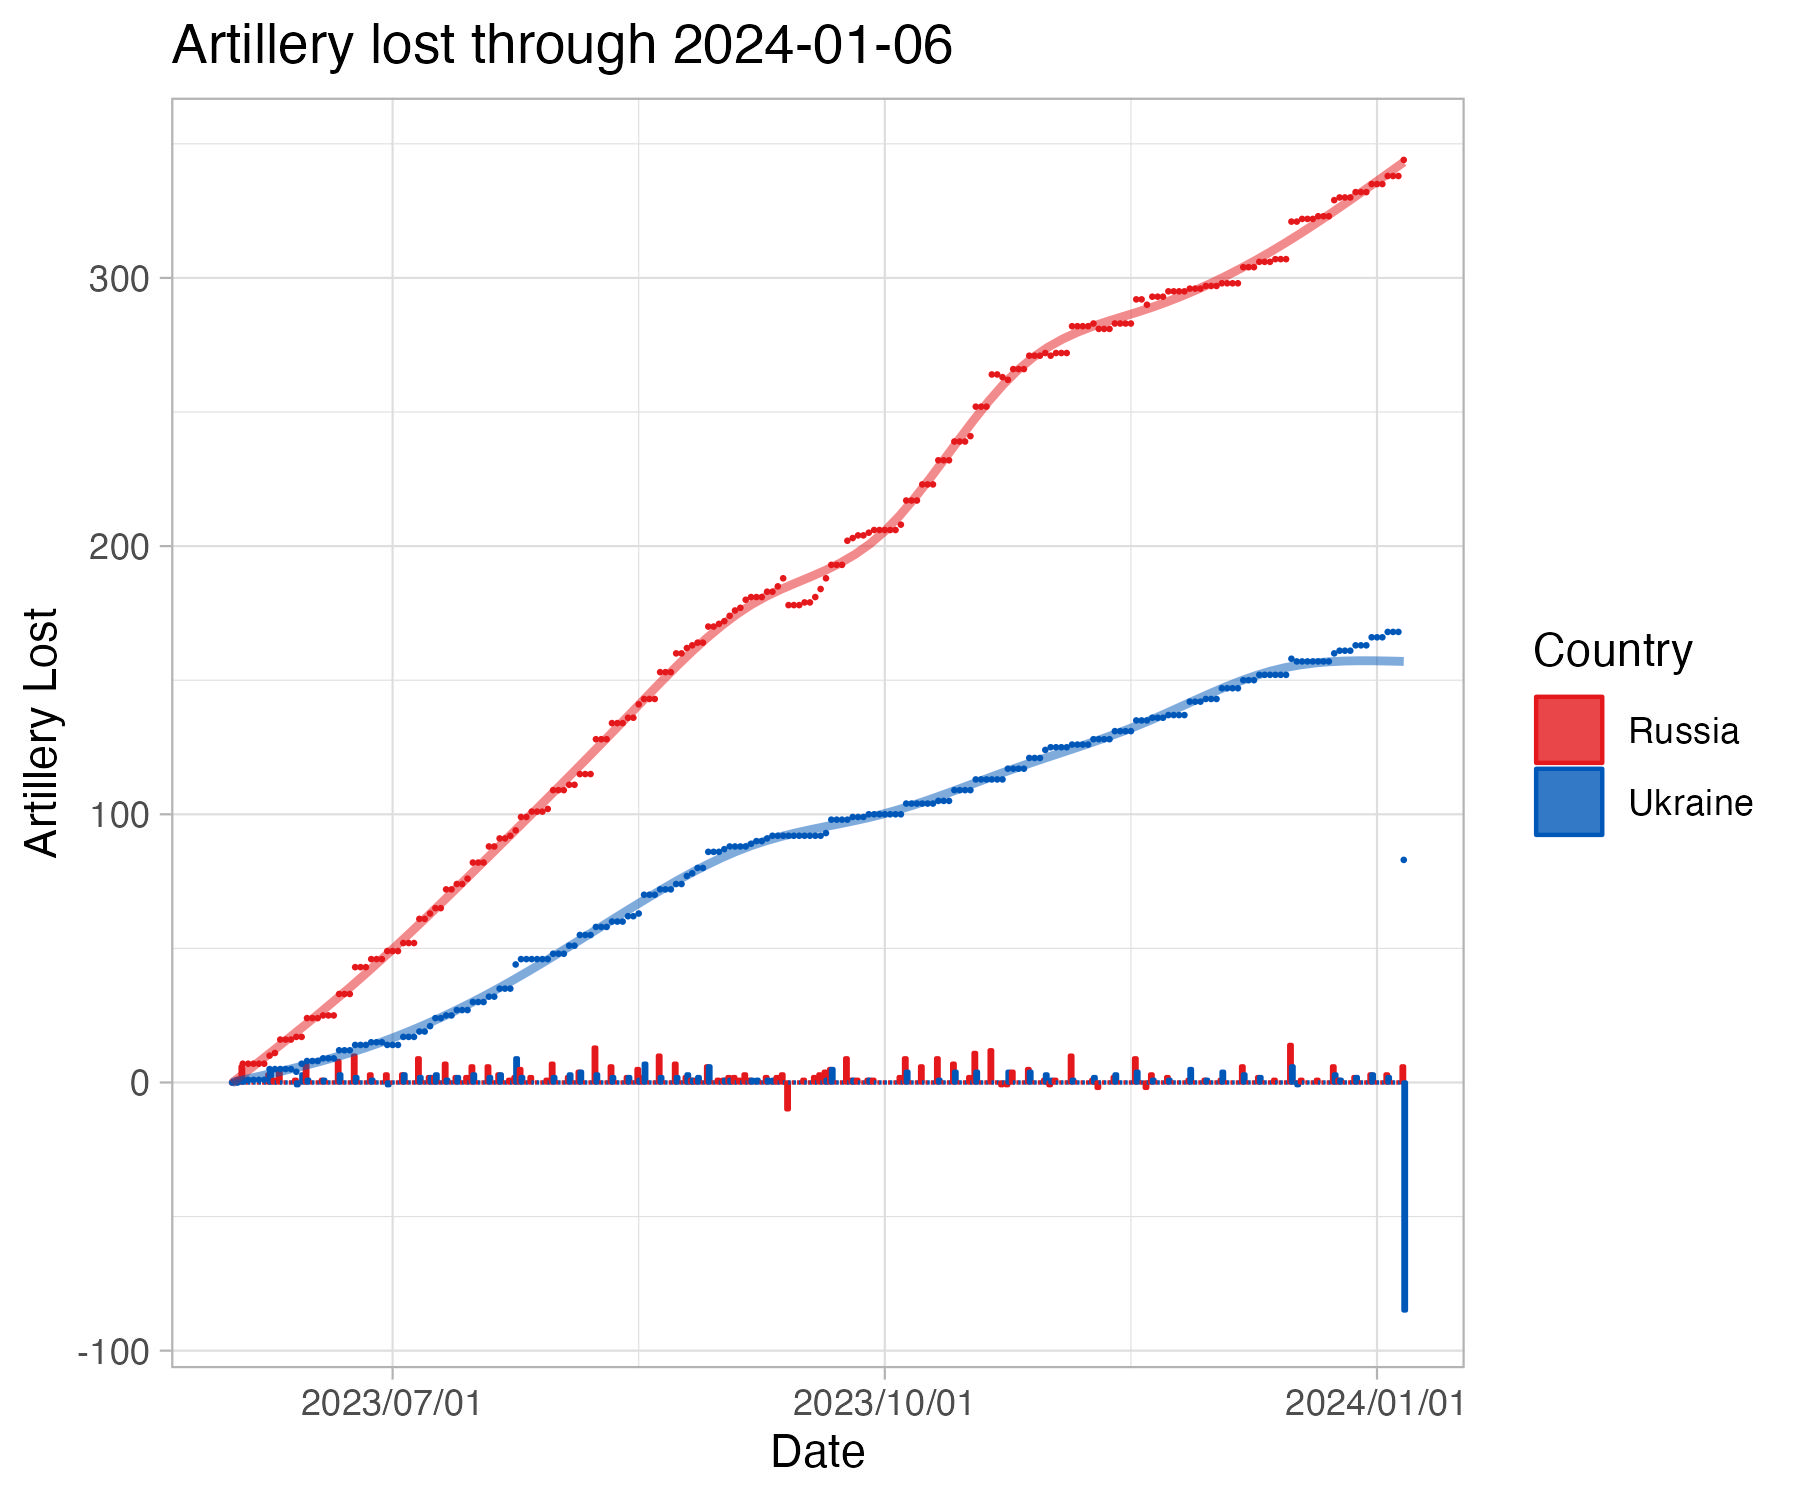 Artillery lost through 2024-01-06
Artillery Lost
300
200
100
0
-100
2023/07/01
2023/10/01
2024/01/01
Date
Country
Russia
Ukraine